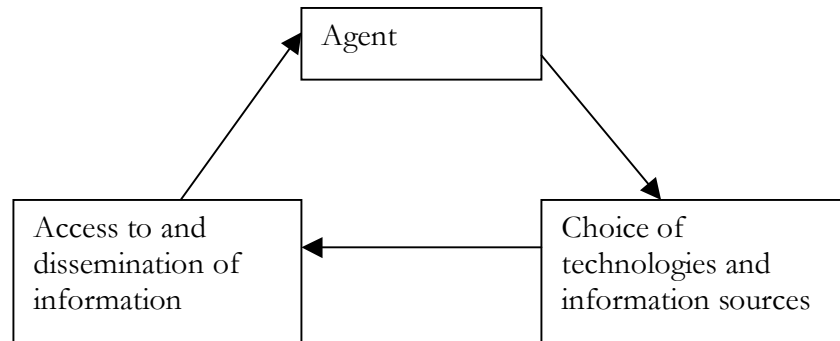 Agent
Access to and
dissemination of
information
Choice of
technologies and
information sources